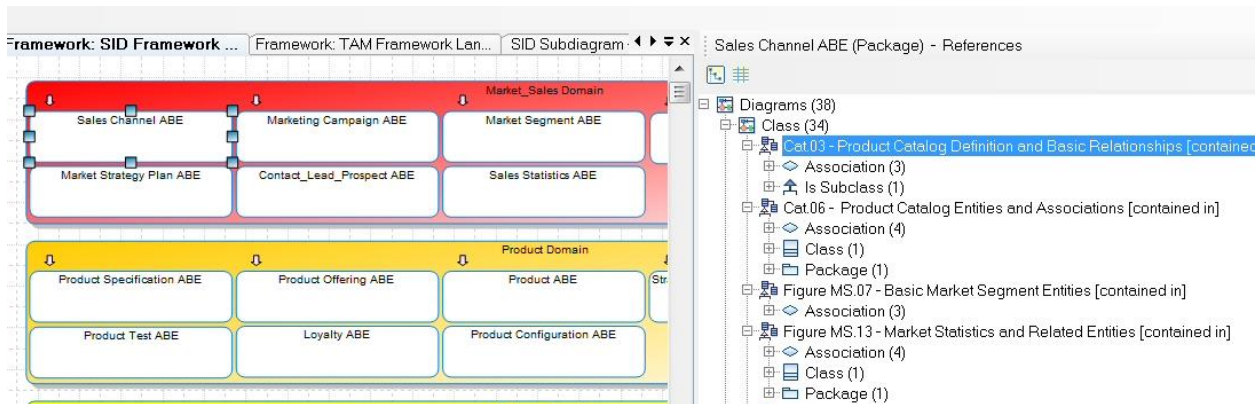 Framework: SID Framework ...
Framework: TAM Framework Lan...
SID Subdiagram
Market_Sales Domain
Sales Channel ABE
Marketing Campaign ABE
Market Segment ABE
Market Strategy Plan ABE
Contact_Lead_Prospect ABE
Sales Statistics ABE
Product Domain
Product Specification ABE
Product Offering ABE
Product ABE
Str
Product Test ABE
Loyalty ABE
Product Configuration ABE
Sales Channel ABE (Package) - References
Diagrams (38)
Class (34)
Cat.03 - Product Catalog Definition and Basic Relationships [contained
Association (3)
Is Subclass (1)
Cat.06 - Product Catalog Entities and Associations [contained in]
Association (4)
Class (1)
Package (1)
Figure MS.07 - Basic Market Segment Entities [contained in]
Association (3)
Figure MS.13 - Market Statistics and Related Entities [contained in]
Association (4)
Class (1)
Package (1)